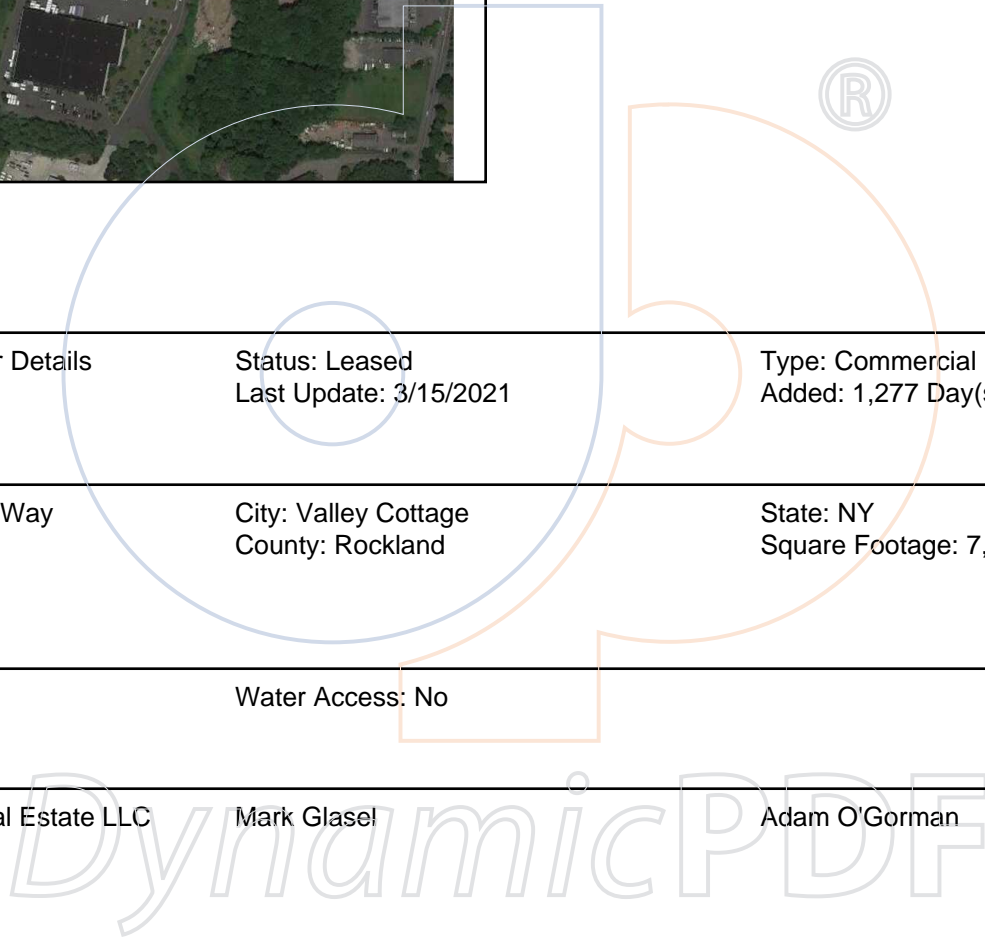 ®
r Details Status: Leased Type: Commercial
Last Update: 3/15/2021 Added: 1,277 Day(s
Way City: Valley Cottage State: NY
County: Rockland Square Footage: 7,
Water Access: No
al Estate LLC Mark Glasel Adam O'Gorman
DynamicPDF